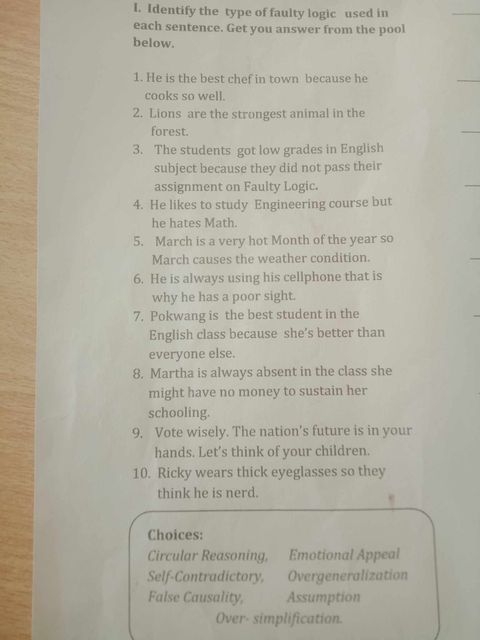 I. Identify the type of faulty logic used in
each sentence. Get you answer from the pool
below.
1. He is the best chef in town because he
cooks so well.
2. Lions are the strongest animal in the
forest.
3. The students got low grades in English
subject because they did not pass their
assignment on Faulty Logic.
4. He likes to study Engineering course but
he hates Math.
5. March is a very hot Month of the year so
March causes the weather condition.
6. He is always using his cellphone that is
why he has a poor sight.
7. Pokwang is the best student in the
English class because she's better than
everyone else.
8. Martha is always absent in the class she
might have no money to sustain her
schooling.
9. Vote wisely. The nation's future is in your
hands. Let's think of your children.
10. Ricky wears thick eyeglasses so they
think he is nerd.
Choices:
Circular Reasoning, Emotional Appeal
Self-Contradictory, Overgeneralization
False Causality, Assumption
Over- simplification.